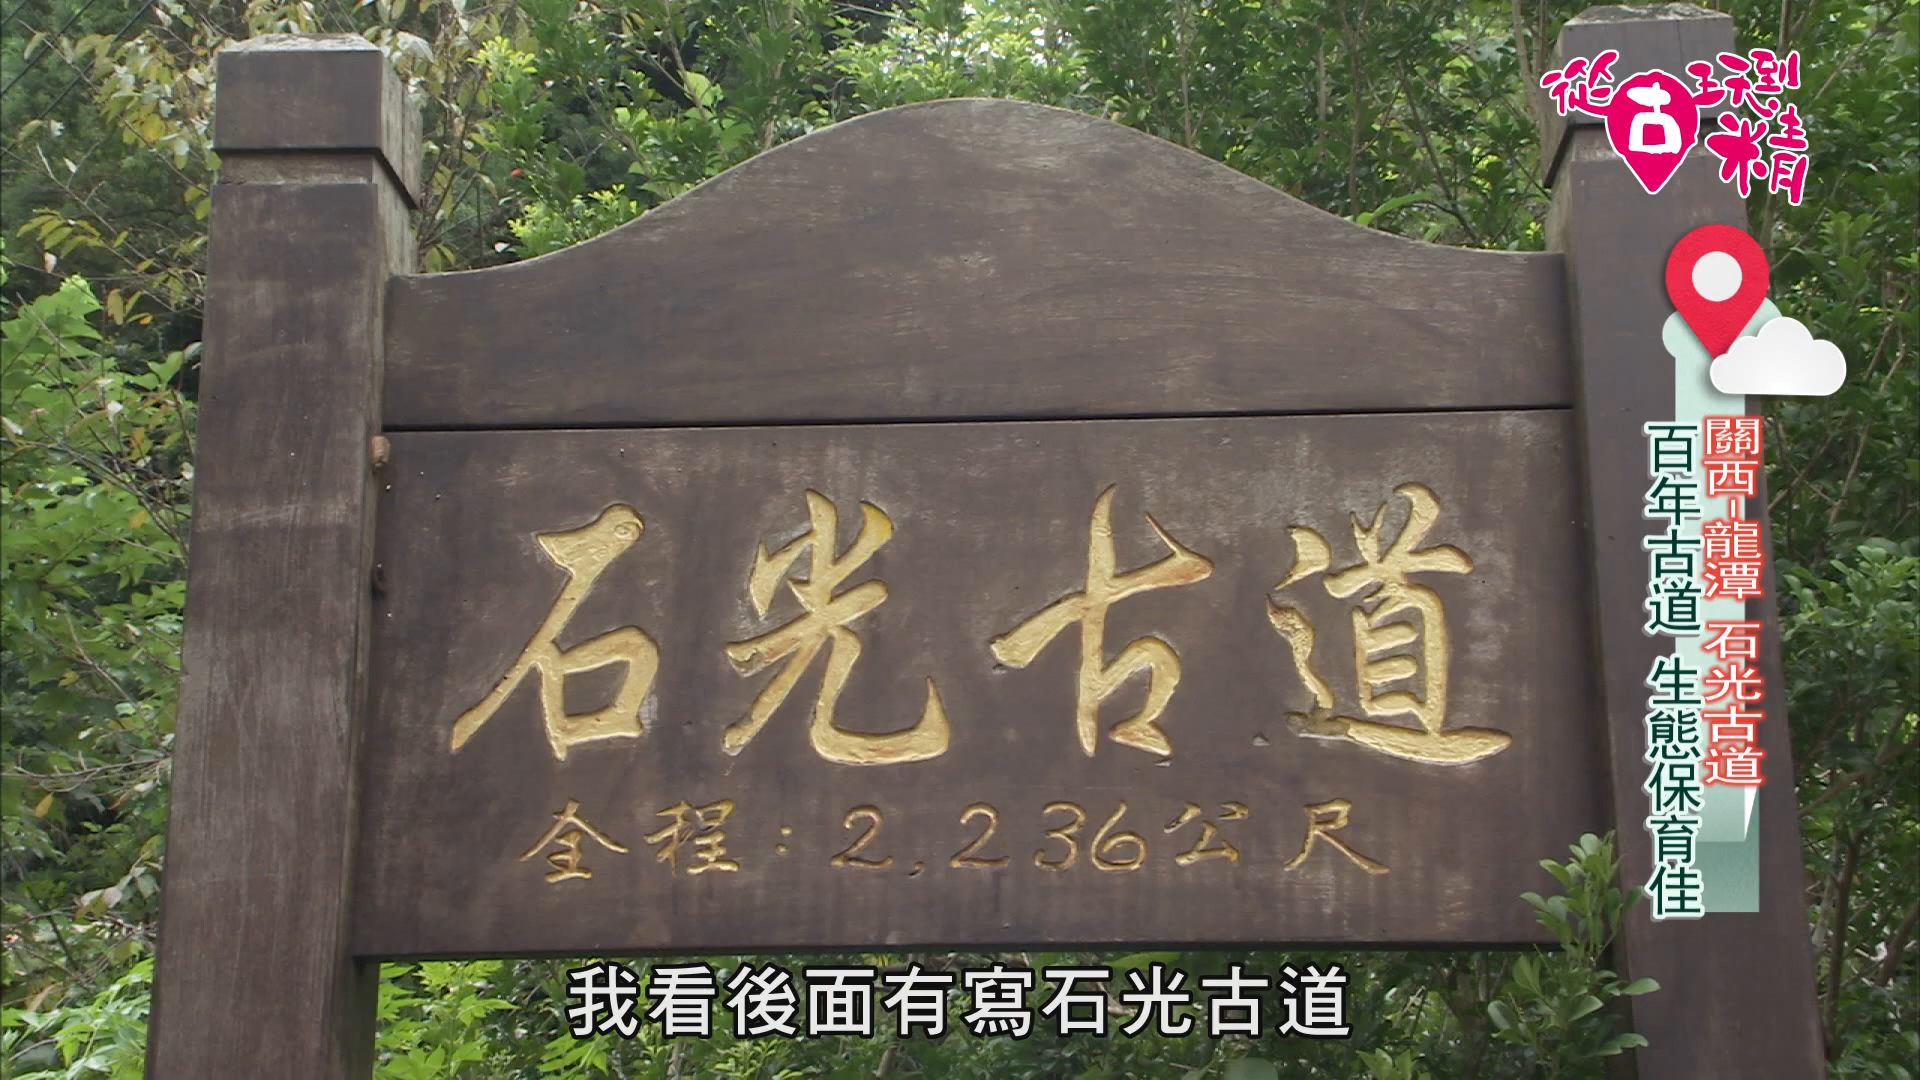 從古玩到精
關西-龍潭 石光古道
百年古道 生態保育佳
石光古道
全程：2,236公尺
我看後面有寫石光古道